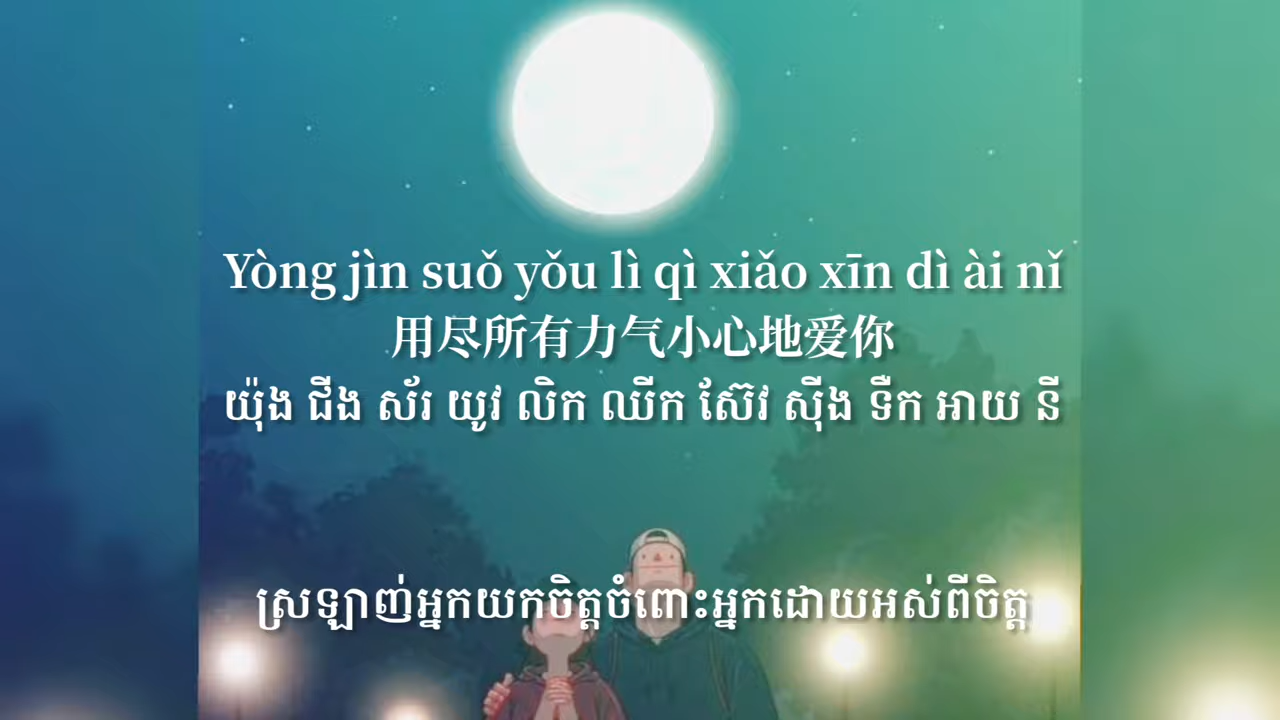 Yòng jìn suǒ yǒu lì qì xiǎo xīn dì ài nǐ
用尽所有力气小心地爱你
យ៉ុង ជីង ស័រ យូវ លិក ឈីក ស៊ែវ ស៊ីង ទឺក អាយ នី
ស្រឡាញ់អ្នកយកចិត្តចំពោះអ្នកដោយអស់ពីចិត្ត